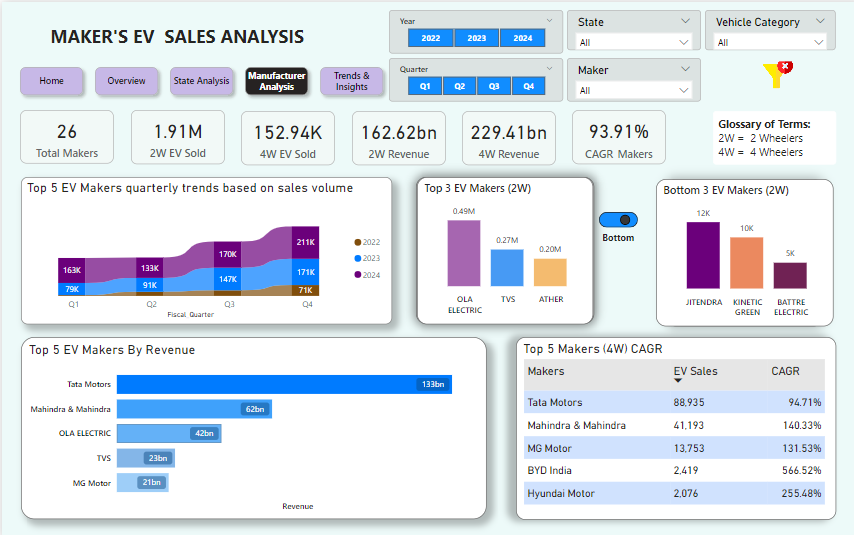 MAKER'S EV SALES ANALYSIS
Year
2022 2023 2024
State
All
Vehicle Category
All
Quarter
Q1 Q2 Q3 Q4
Maker
All
Home
Overview
State Analysis
Manufacturer
Analysis
Trends &
Insights
26
Total Makers
1.91M
2W EV Sold
152.94K
4W EV Sold
162.62bn
2W Revenue
229.41bn
4W Revenue
93.91%
CAGR Makers
Glossary of Terms:
2W = 2 Wheelers
4W = 4 Wheelers
Top 5 EV Makers quarterly trends based on sales volume
163K
79K
133K
91K
170K
147K
211K
171K
71K
Q1 Q2 Q3 Q4
Fiscal Quarter
2022
2023
2024
Top 3 EV Makers (2W)
0.49M
0.27M
0.20M
OLA
ELECTRIC
TVS
ATHER
Bottom
Bottom 3 EV Makers (2W)
12K
10K
5K
JITENDRA
KINETIC
GREEN
BATTRE
ELECTRIC
Top 5 EV Makers By Revenue
Tata Motors 133bn
Mahindra & Mahindra 62bn
OLA ELECTRIC 42bn
TVS 23bn
MG Motor 21bn
Revenue
Top 5 Makers (4W) CAGR
Makers EV Sales CAGR
Tata Motors 88,935 94.71%
Mahindra & Mahindra 41,193 140.33%
MG Motor 13,753 131.53%
BYD India 2,419 566.52%
Hyundai Motor 2,076 255.48%